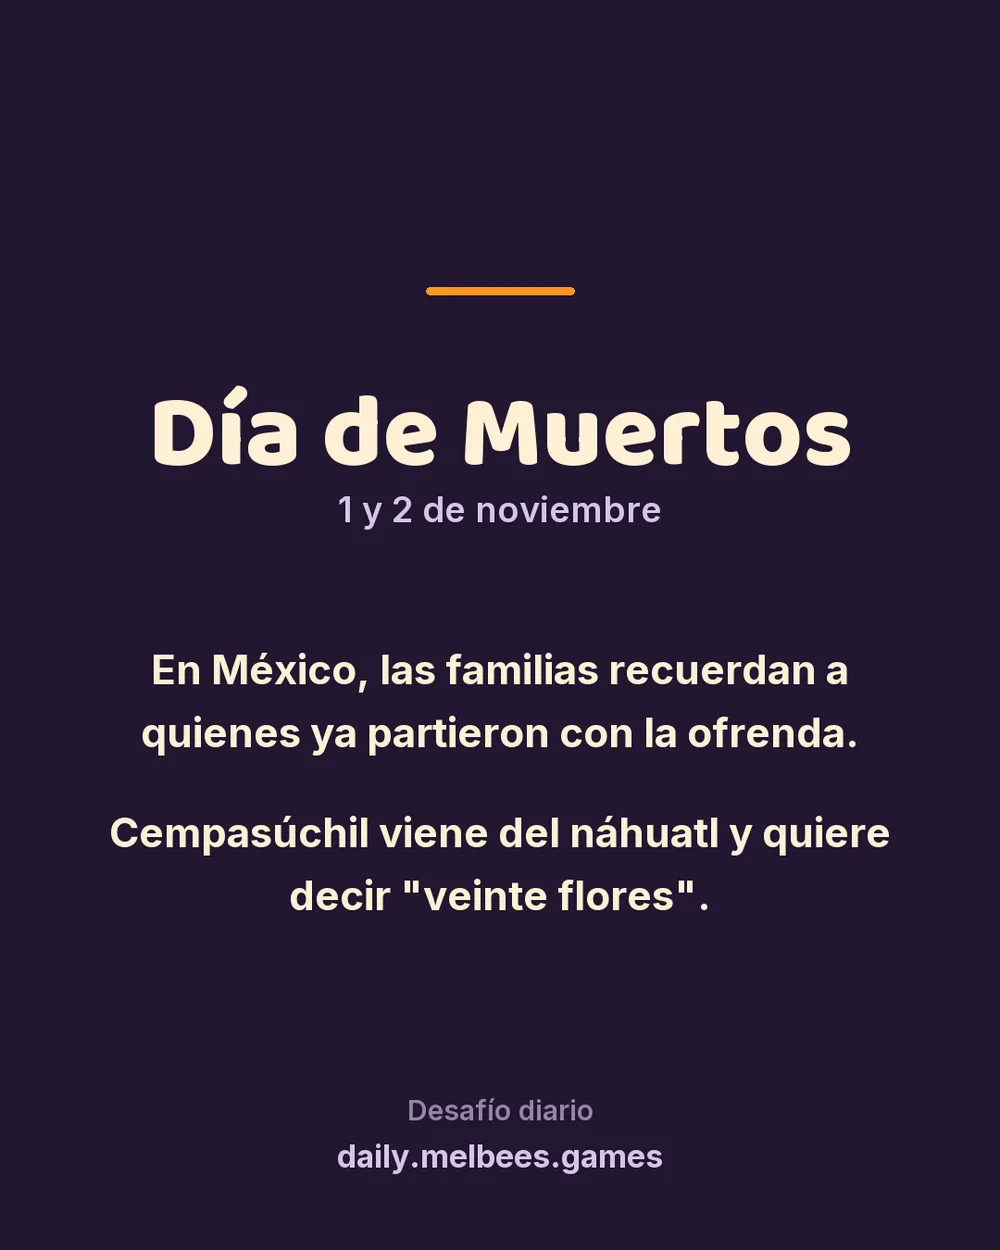 Día de Muertos
1 y 2 de noviembre
En México, las familias recuerdan a
quienes ya partieron con la ofrenda.
Cempasúchil viene del náhuatl y quiere
decir "veinte flores".
Desafío diario
daily.melbees.games